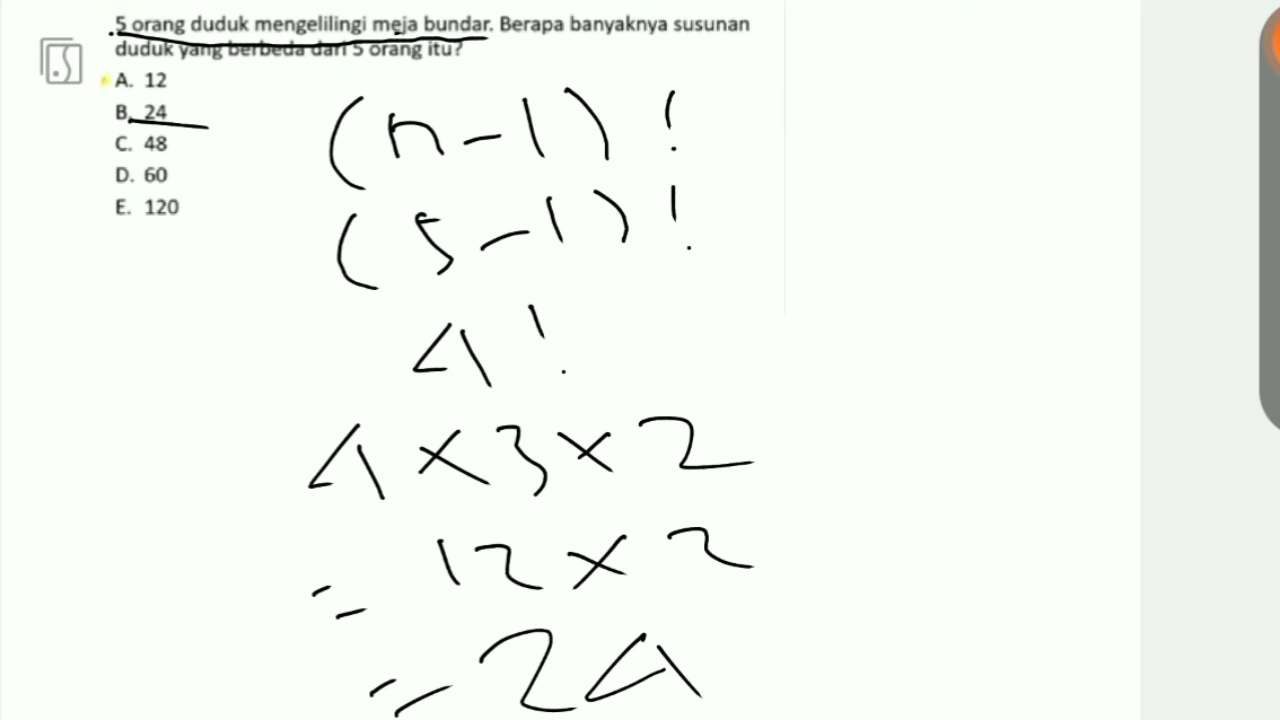 .5 orang duduk mengelilingi meja bundar. Berapa banyaknya susunan
duduk yang berbeda dari 5 orang itu?
A. 12
B. 24
C. 48
D. 60
E. 120
(n-1)!
(5-1)!
4!
4×3×2
= 12×2
= 24